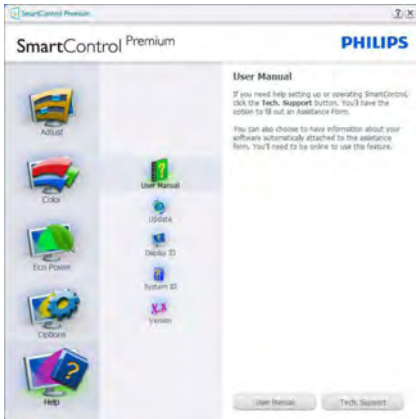 SmartControl Premium
? X
SmartControl Premium
PHILIPS
Adjust
Color
Eco Power
Options
Help
User Manual
Update
Display ID
System ID
Version
User Manual
If you need help setting up or operating SmartControl,
click the Tech. Support button. You'll have the
option to fill out an Assistance Form.
You can also choose to have information about your
software automatically attached to the assistance
form. You'll need to be online to use the feature.
User Manual
Tech. Support